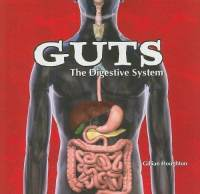 GUTS
The Digestive System
Gillian Houghton